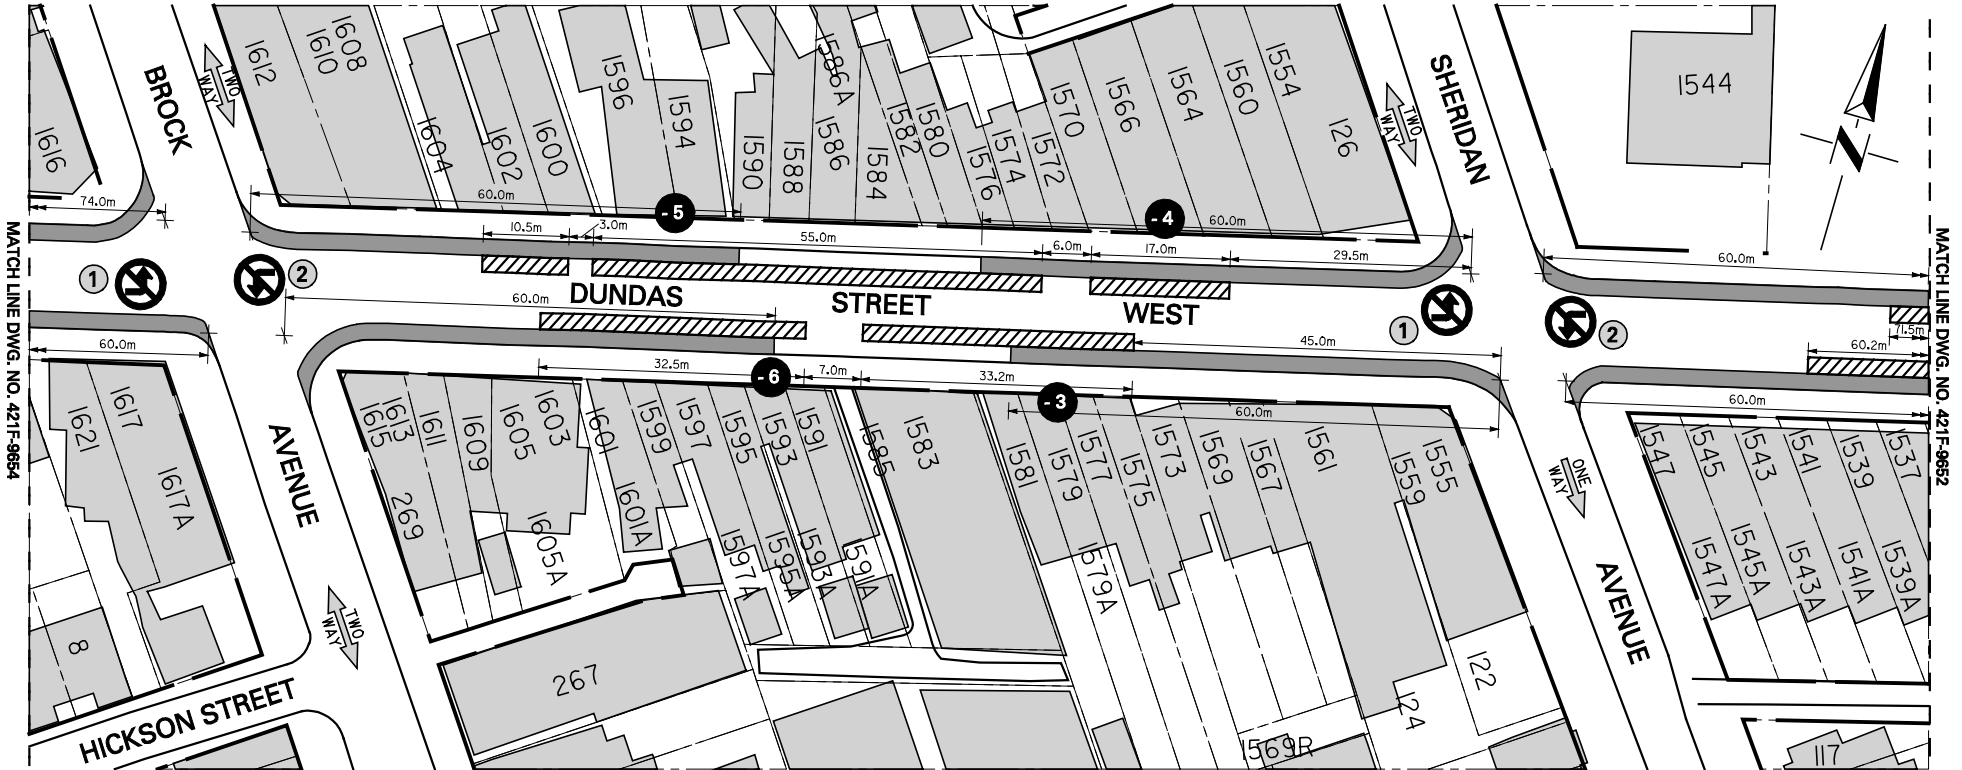 BROCK
AVENUE
TWO
WAY
1616
1612
1610
1608
1604
1602
1600
1596
1594
1590
1588
1586A
1586
1584
1582
1580
1576
1574
1572
1570
1566
1564
1560
1554
126
TWO
WAY
SHERIDAN
AVENUE
1544
74.0m
60.0m
- 5
10.5m
3.0m
55.0m
- 4
60.0m
6.0m
17.0m
29.5m
60.0m
1
2
DUNDAS STREET WEST
1
2
71.5m
60.2m
60.0m
60.0m
60.0m
45.0m
32.5m
- 6
7.0m
33.2m
- 3
60.0m
MATCH LINE DWG. NO. 421F-9654
MATCH LINE DWG. NO. 421F-9652
1621
1617
1617A
8
HICKSON STREET
TWO
WAY
1615
1613
1611
269
1609
1605
1603
1605A
1601
1601A
1599
1597
1597A
1595
1595A
1593
1593A
1591
1591A
1585
1583
267
1581
1579
1579A
1577
1575
1573
1569
1569R
1567
1561
1559
1555
124
122
ONE
WAY
1547
1547A
1545
1545A
1543
1543A
1541
1541A
1539
1539A
1537
117